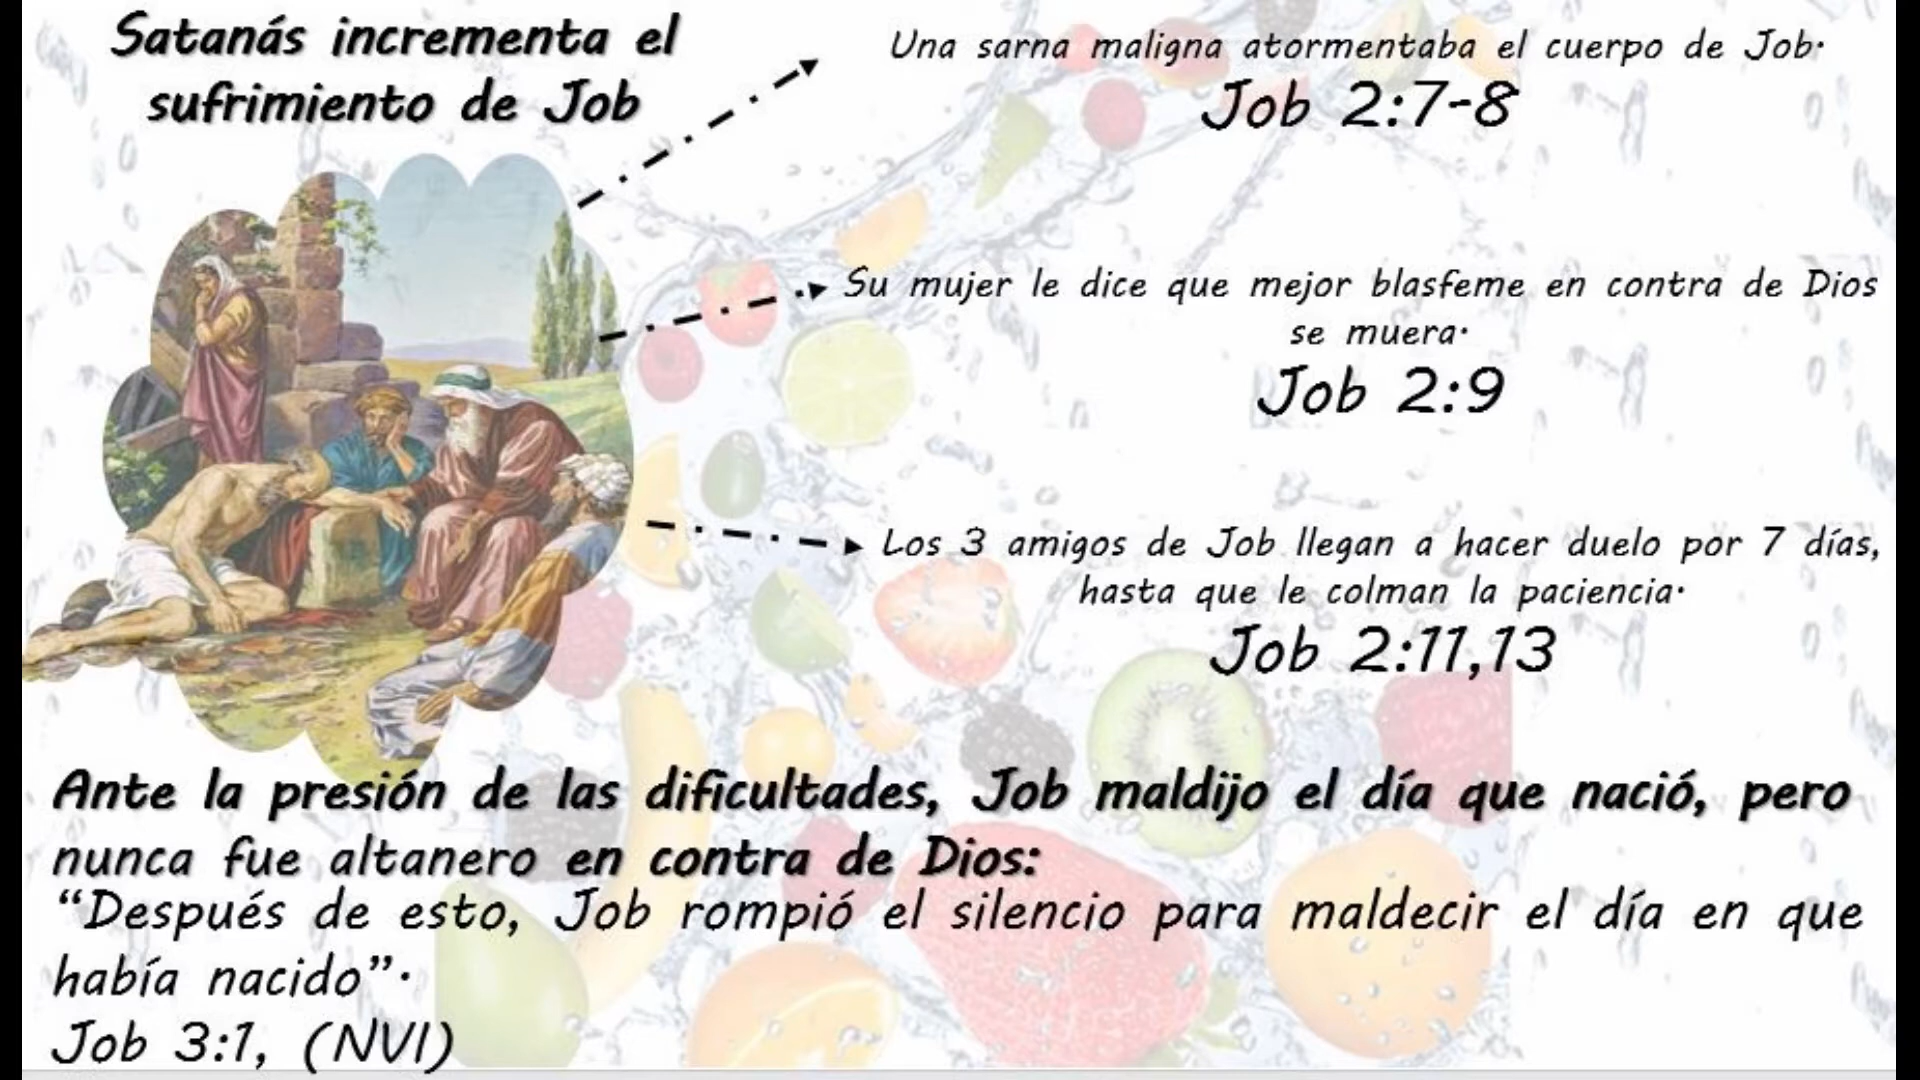 Satanás incrementa el
sufrimiento de Job
Una sarna maligna atormentaba el cuerpo de Job·
Job 2:7-8
Su mujer le dice que mejor blasfeme en contra de Dios
se muera·
Job 2:9
Los 3 amigos de Job llegan a hacer duelo por 7 días,
hasta que le colman la paciencia·
Job 2:11,13
Ante la presión de las dificultades, Job maldijo el día que nació, pero
nunca fue altanero en contra de Dios:
“Después de esto, Job rompió el silencio para maldecir el día en que
había nacido”·
Job 3:1, (NVI)